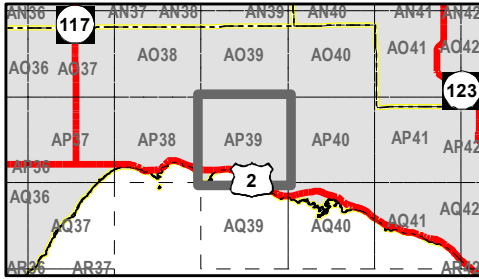 AN36 AN37 AN38 AN39 AN40 AN41 AN42
117
AO36 AO37 AO38 AO39 AO40 AO41 AO42
123
AP36 AP37 AP38 AP39 AP40 AP41 AP42
2
AQ36 AQ37 AQ39 AQ40 AQ41 AQ42
AR36 AR37 AR42